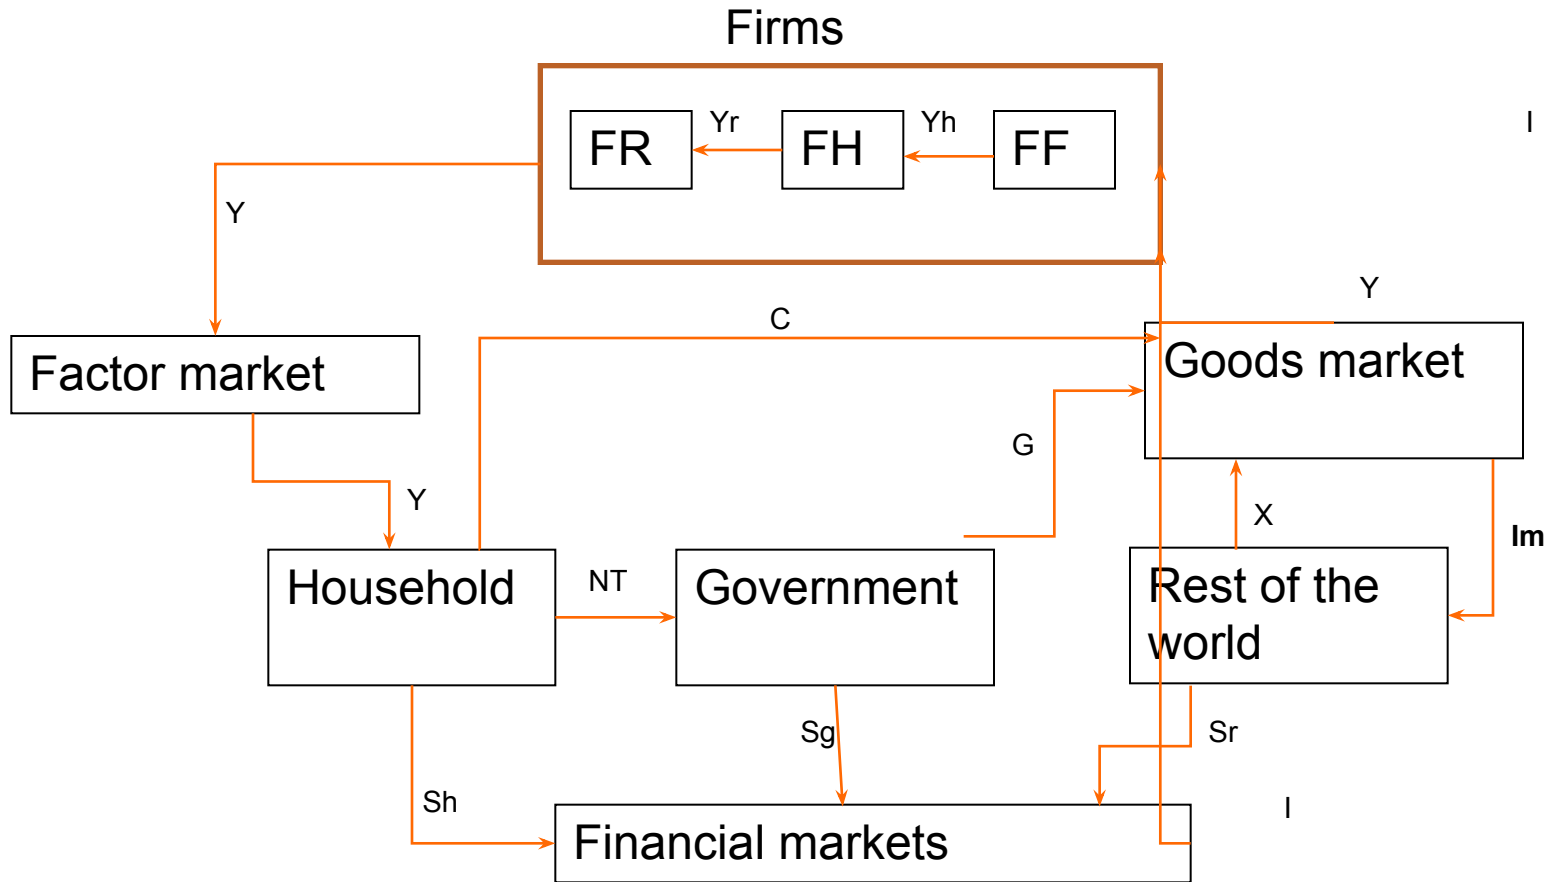 Firms
FR
Yr
FH
Yh
FF
I
Y
Y
C
Factor market
Goods market
G
Y
X
Im
Household
NT
Government
Rest of the
world
Sg
Sr
Sh
I
Financial markets